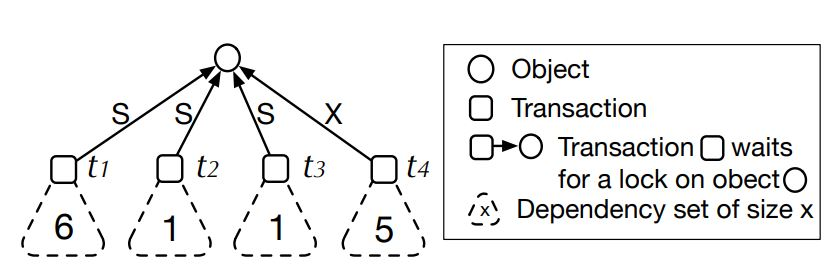 S S S X
t1 t2 t3 t4
6 1 1 5
Object
Transaction
Transaction waits
for a lock on obect
x Dependency set of size x